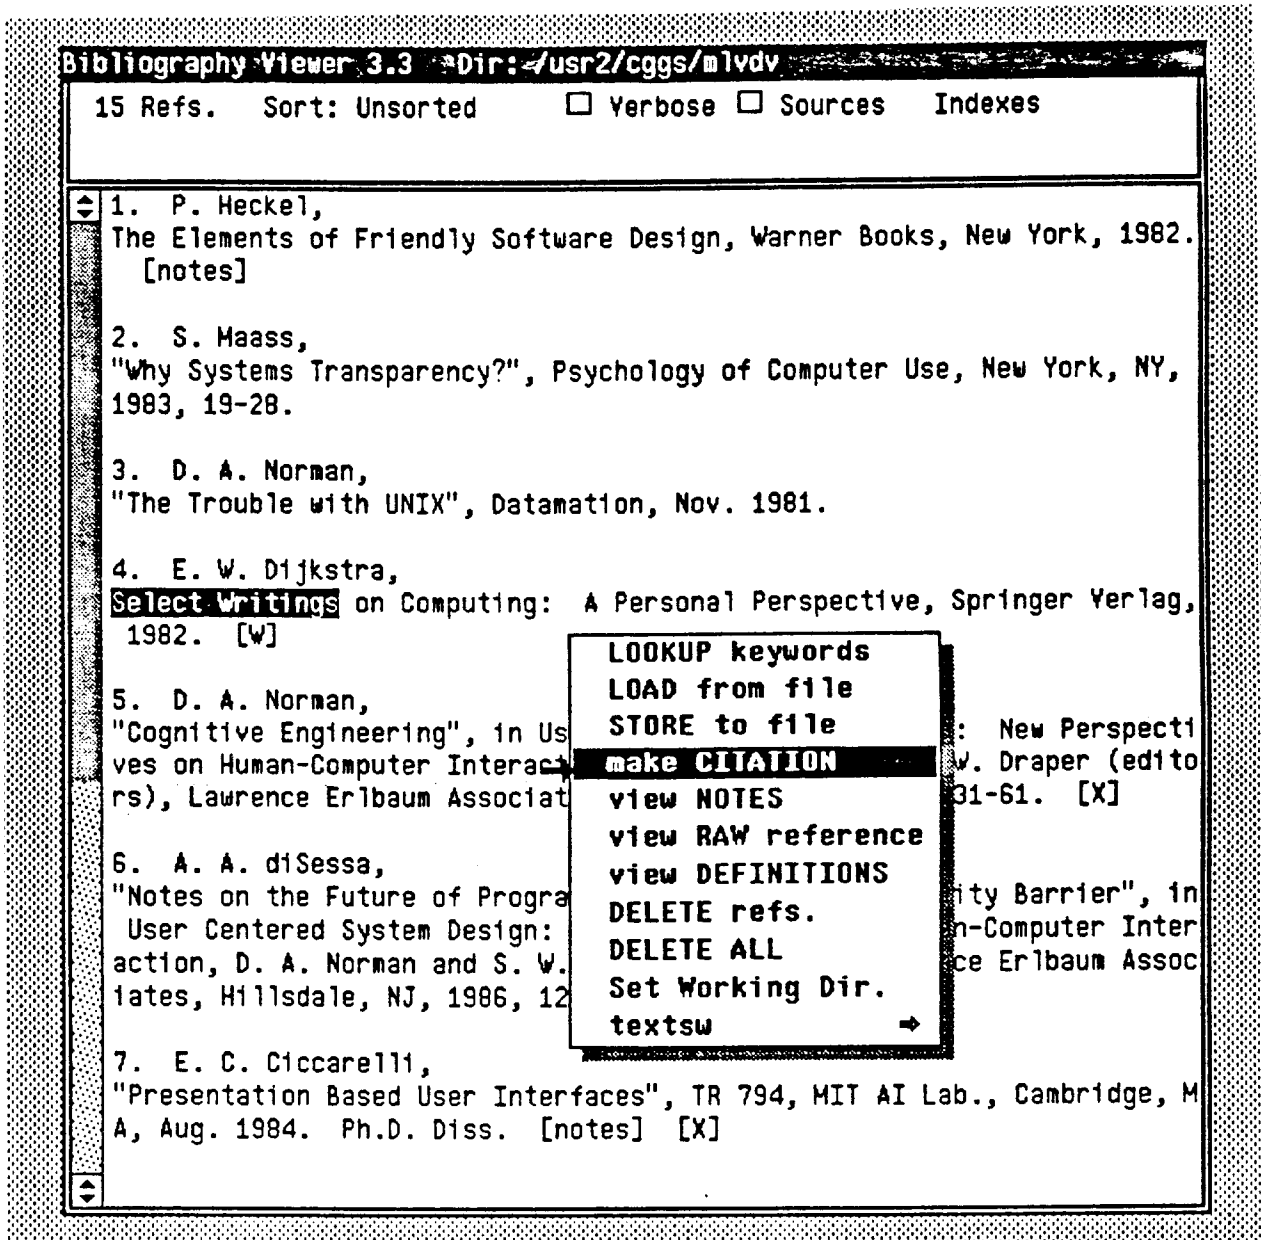 Bibliography Viewer 3.3 Dir: /usr2/cggs/mlvdv
15 Refs. Sort: Unsorted Verbose Sources Indexes
1. P. Heckel,
The Elements of Friendly Software Design, Warner Books, New York, 1982.
[notes]
2. S. Maass,
"Why Systems Transparency?", Psychology of Computer Use, New York, NY,
1983, 19-28.
3. D. A. Norman,
"The Trouble with UNIX", Datamation, Nov. 1981.
4. E. W. Dijkstra,
Select Writings on Computing: A Personal Perspective, Springer Verlag,
1982. [W]
5. D. A. Norman,
"Cognitive Engineering", in Us : New Perspecti
ves on Human-Computer Interact W. Draper (edito
rs), Lawrence Erlbaum Associat 31-61. [X]
6. A. A. diSessa,
"Notes on the Future of Progra ity Barrier", in
User Centered System Design: n-Computer Inter
action, D. A. Norman and S. W. ce Erlbaum Assoc
iates, Hillsdale, NJ, 1986, 12
7. E. C. Ciccarelli,
"Presentation Based User Interfaces", TR 794, MIT AI Lab., Cambridge, M
A, Aug. 1984. Ph.D. Diss. [notes] [X]
LOOKUP keywords
LOAD from file
STORE to file
make CITATION
view NOTES
view RAW reference
view DEFINITIONS
DELETE refs.
DELETE ALL
Set Working Dir.
textsw